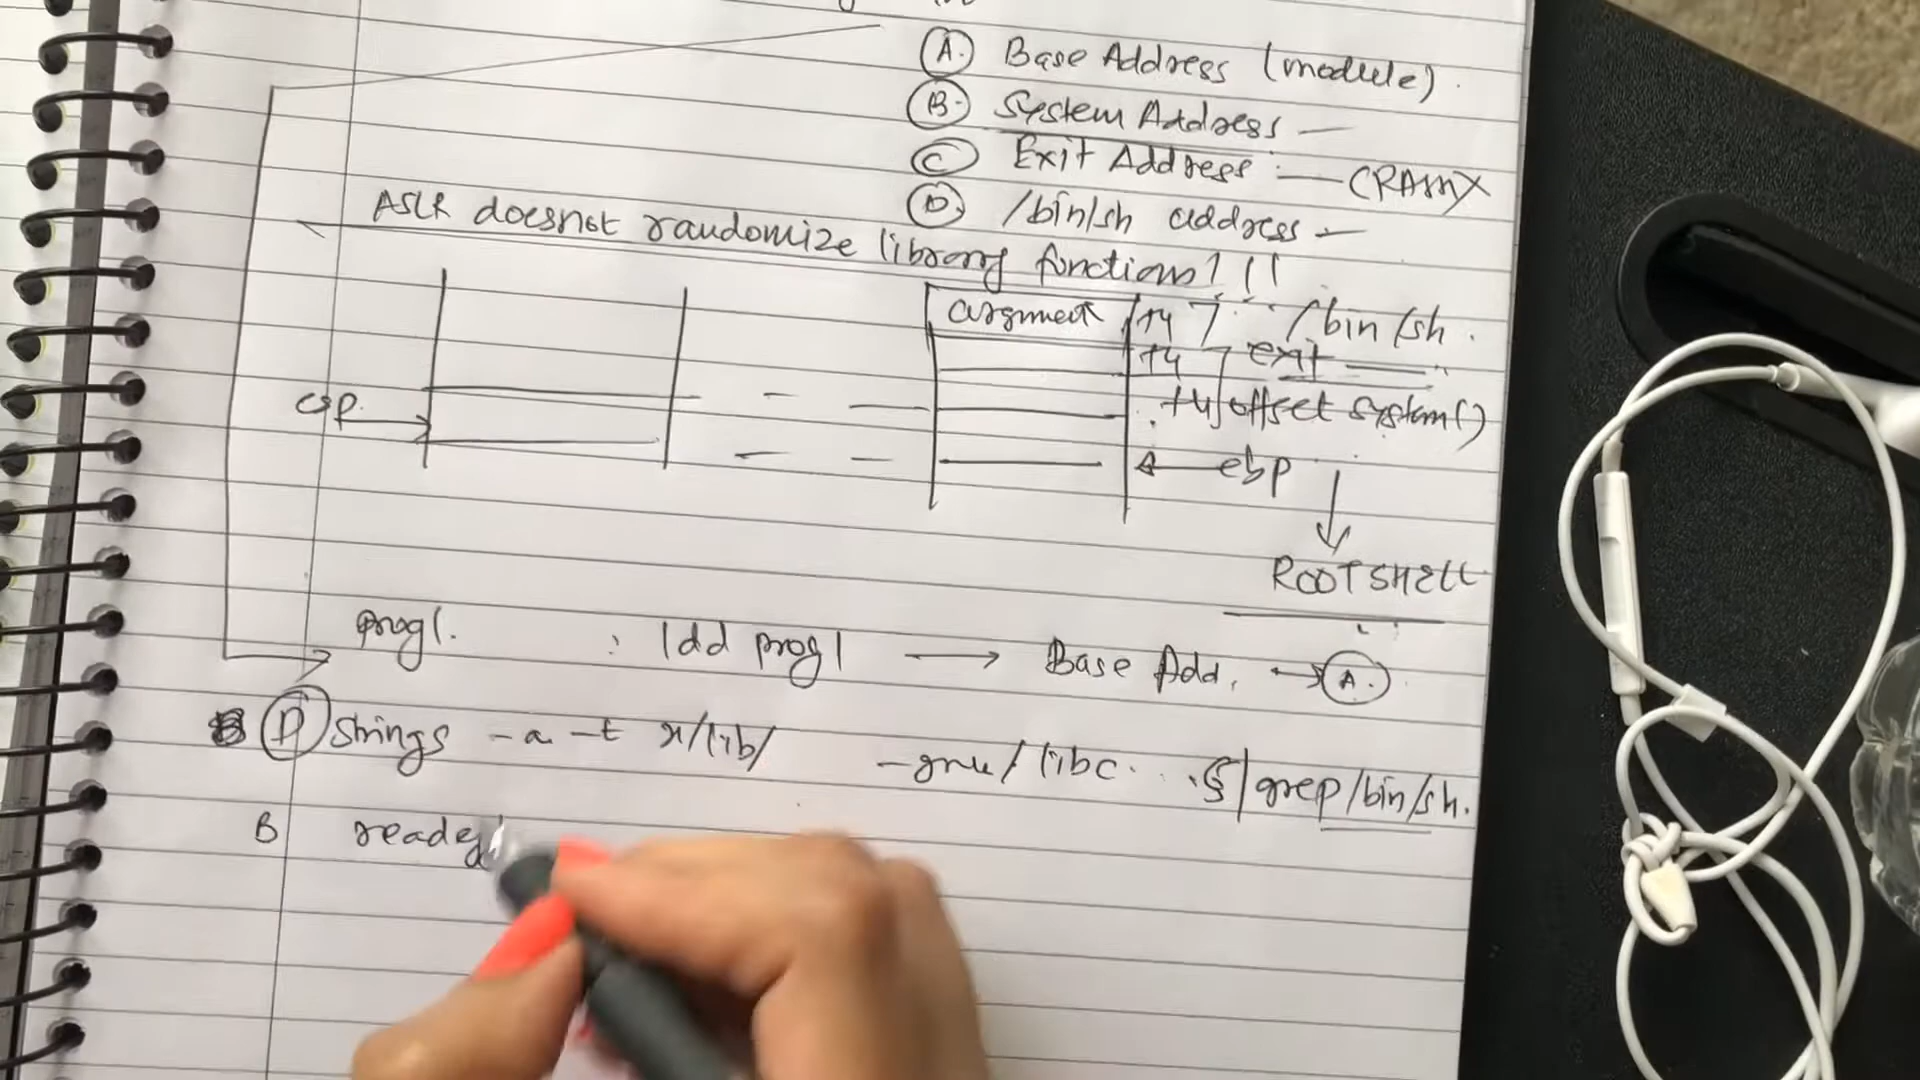 A. Base Address (module).
B. System Address —
C Exit Address : — CRASH X
D. /bin/sh address —
ASLR doesnot randomize library functions!!!
argument +4 /bin/sh.
+4 exit
esp +4 offset system()
ebp
ROOTSHELL
prog1. : ldd prog1 → Base Add. → A.
D Strings -a -t x/lib/ -gnu/libc. . .6|grep/bin/sh.
B readel